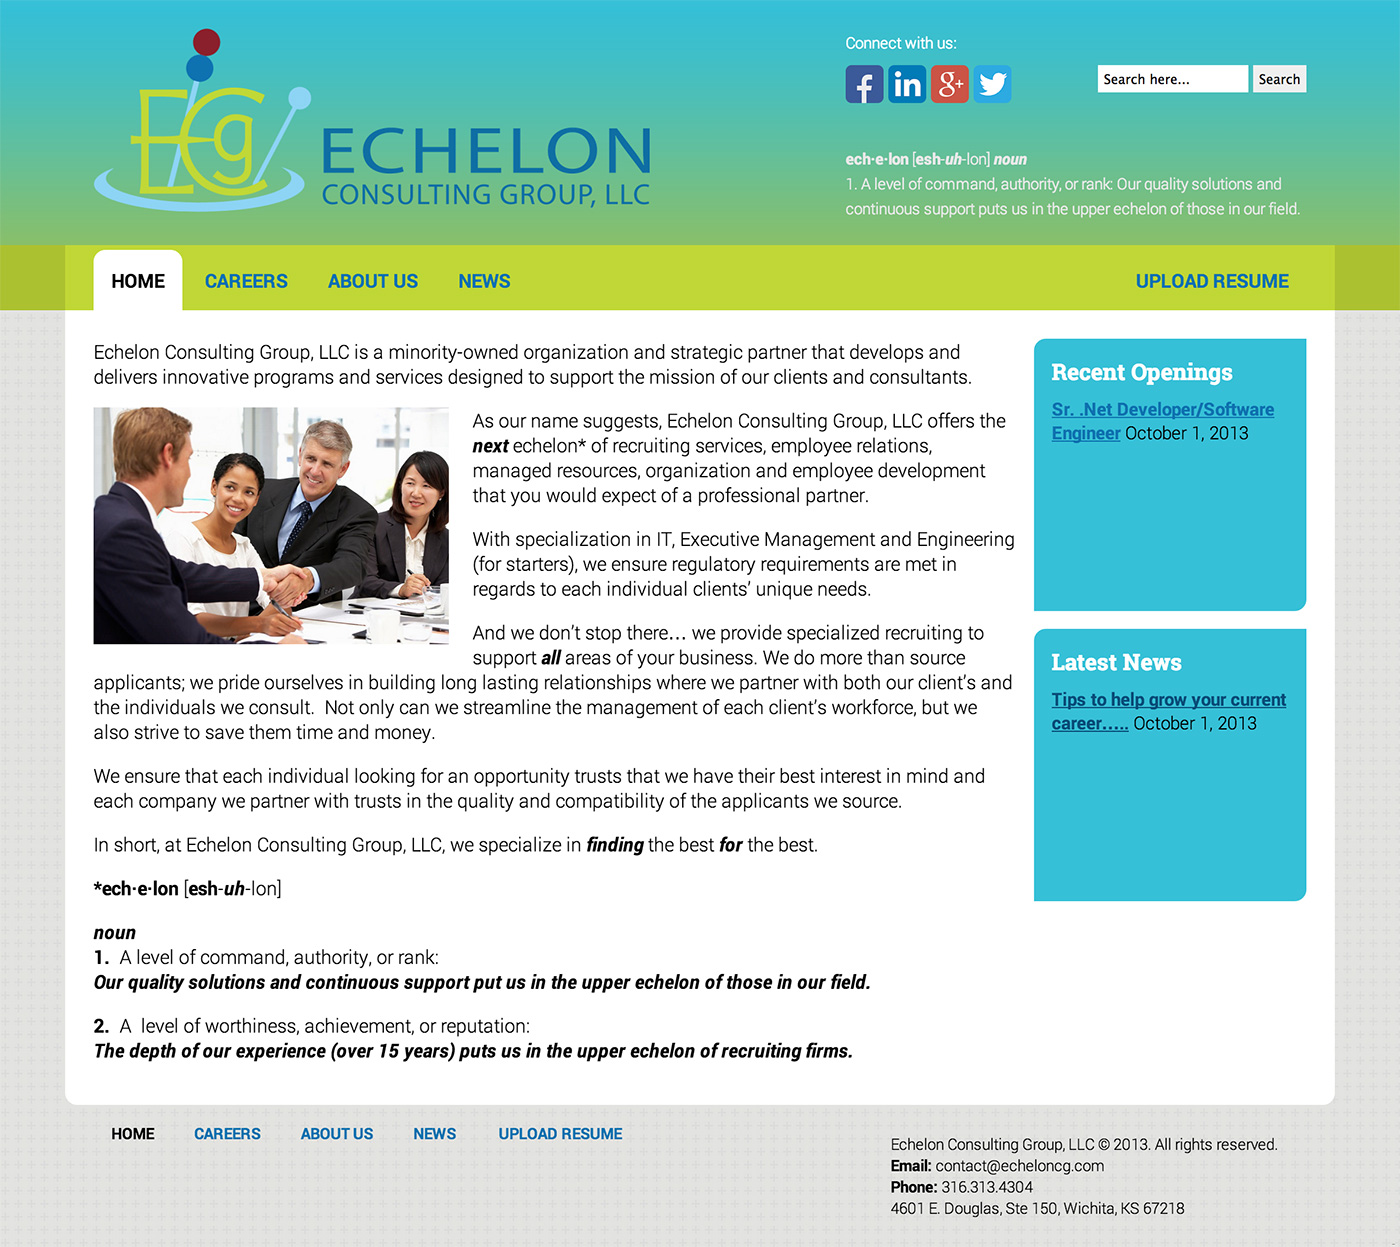 ECg
ECHELON
CONSULTING GROUP, LLC
Connect with us:
f in g+
Search here...
Search
ech·e·lon [esh-uh-lon] noun
1. A level of command, authority, or rank: Our quality solutions and
continuous support puts us in the upper echelon of those in our field.
HOME CAREERS ABOUT US NEWS UPLOAD RESUME
Echelon Consulting Group, LLC is a minority-owned organization and strategic partner that develops and
delivers innovative programs and services designed to support the mission of our clients and consultants.
As our name suggests, Echelon Consulting Group, LLC offers the
next echelon* of recruiting services, employee relations,
managed resources, organization and employee development
that you would expect of a professional partner.
With specialization in IT, Executive Management and Engineering
(for starters), we ensure regulatory requirements are met in
regards to each individual clients’ unique needs.
And we don’t stop there… we provide specialized recruiting to
support all areas of your business. We do more than source
applicants; we pride ourselves in building long lasting relationships where we partner with both our client’s and
the individuals we consult.  Not only can we streamline the management of each client’s workforce, but we
also strive to save them time and money.
We ensure that each individual looking for an opportunity trusts that we have their best interest in mind and
each company we partner with trusts in the quality and compatibility of the applicants we source.
In short, at Echelon Consulting Group, LLC, we specialize in finding the best for the best.
*ech·e·lon [esh-uh-lon]
noun
1.  A level of command, authority, or rank:
Our quality solutions and continuous support put us in the upper echelon of those in our field.
2.  A  level of worthiness, achievement, or reputation:
The depth of our experience (over 15 years) puts us in the upper echelon of recruiting firms.
Recent Openings
Sr. .Net Developer/Software
Engineer October 1, 2013
Latest News
Tips to help grow your current
career….. October 1, 2013
HOME CAREERS ABOUT US NEWS UPLOAD RESUME
Echelon Consulting Group, LLC © 2013. All rights reserved.
Email: contact@echeloncg.com
Phone: 316.313.4304
4601 E. Douglas, Ste 150, Wichita, KS 67218